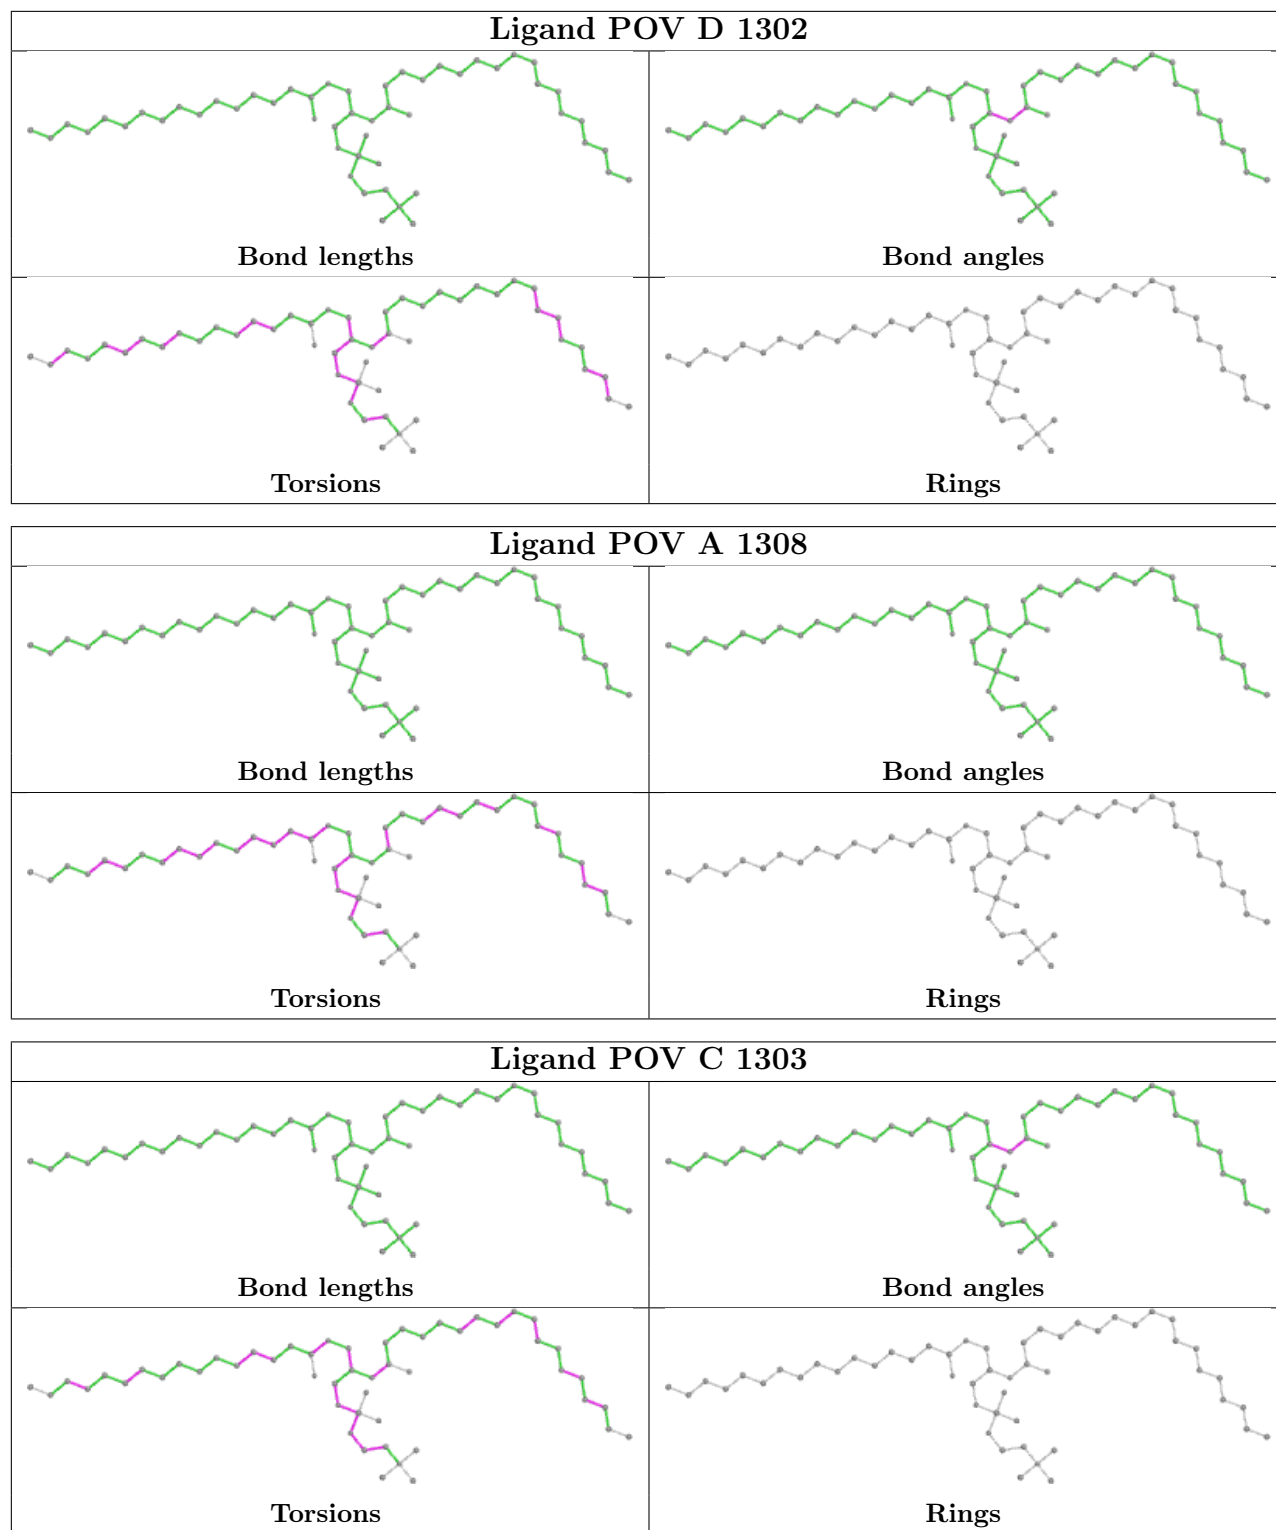 Ligand POV D 1302
Bond lengths
Bond angles
Torsions
Rings
Ligand POV A 1308
Bond lengths
Bond angles
Torsions
Rings
Ligand POV C 1303
Bond lengths
Bond angles
Torsions
Rings